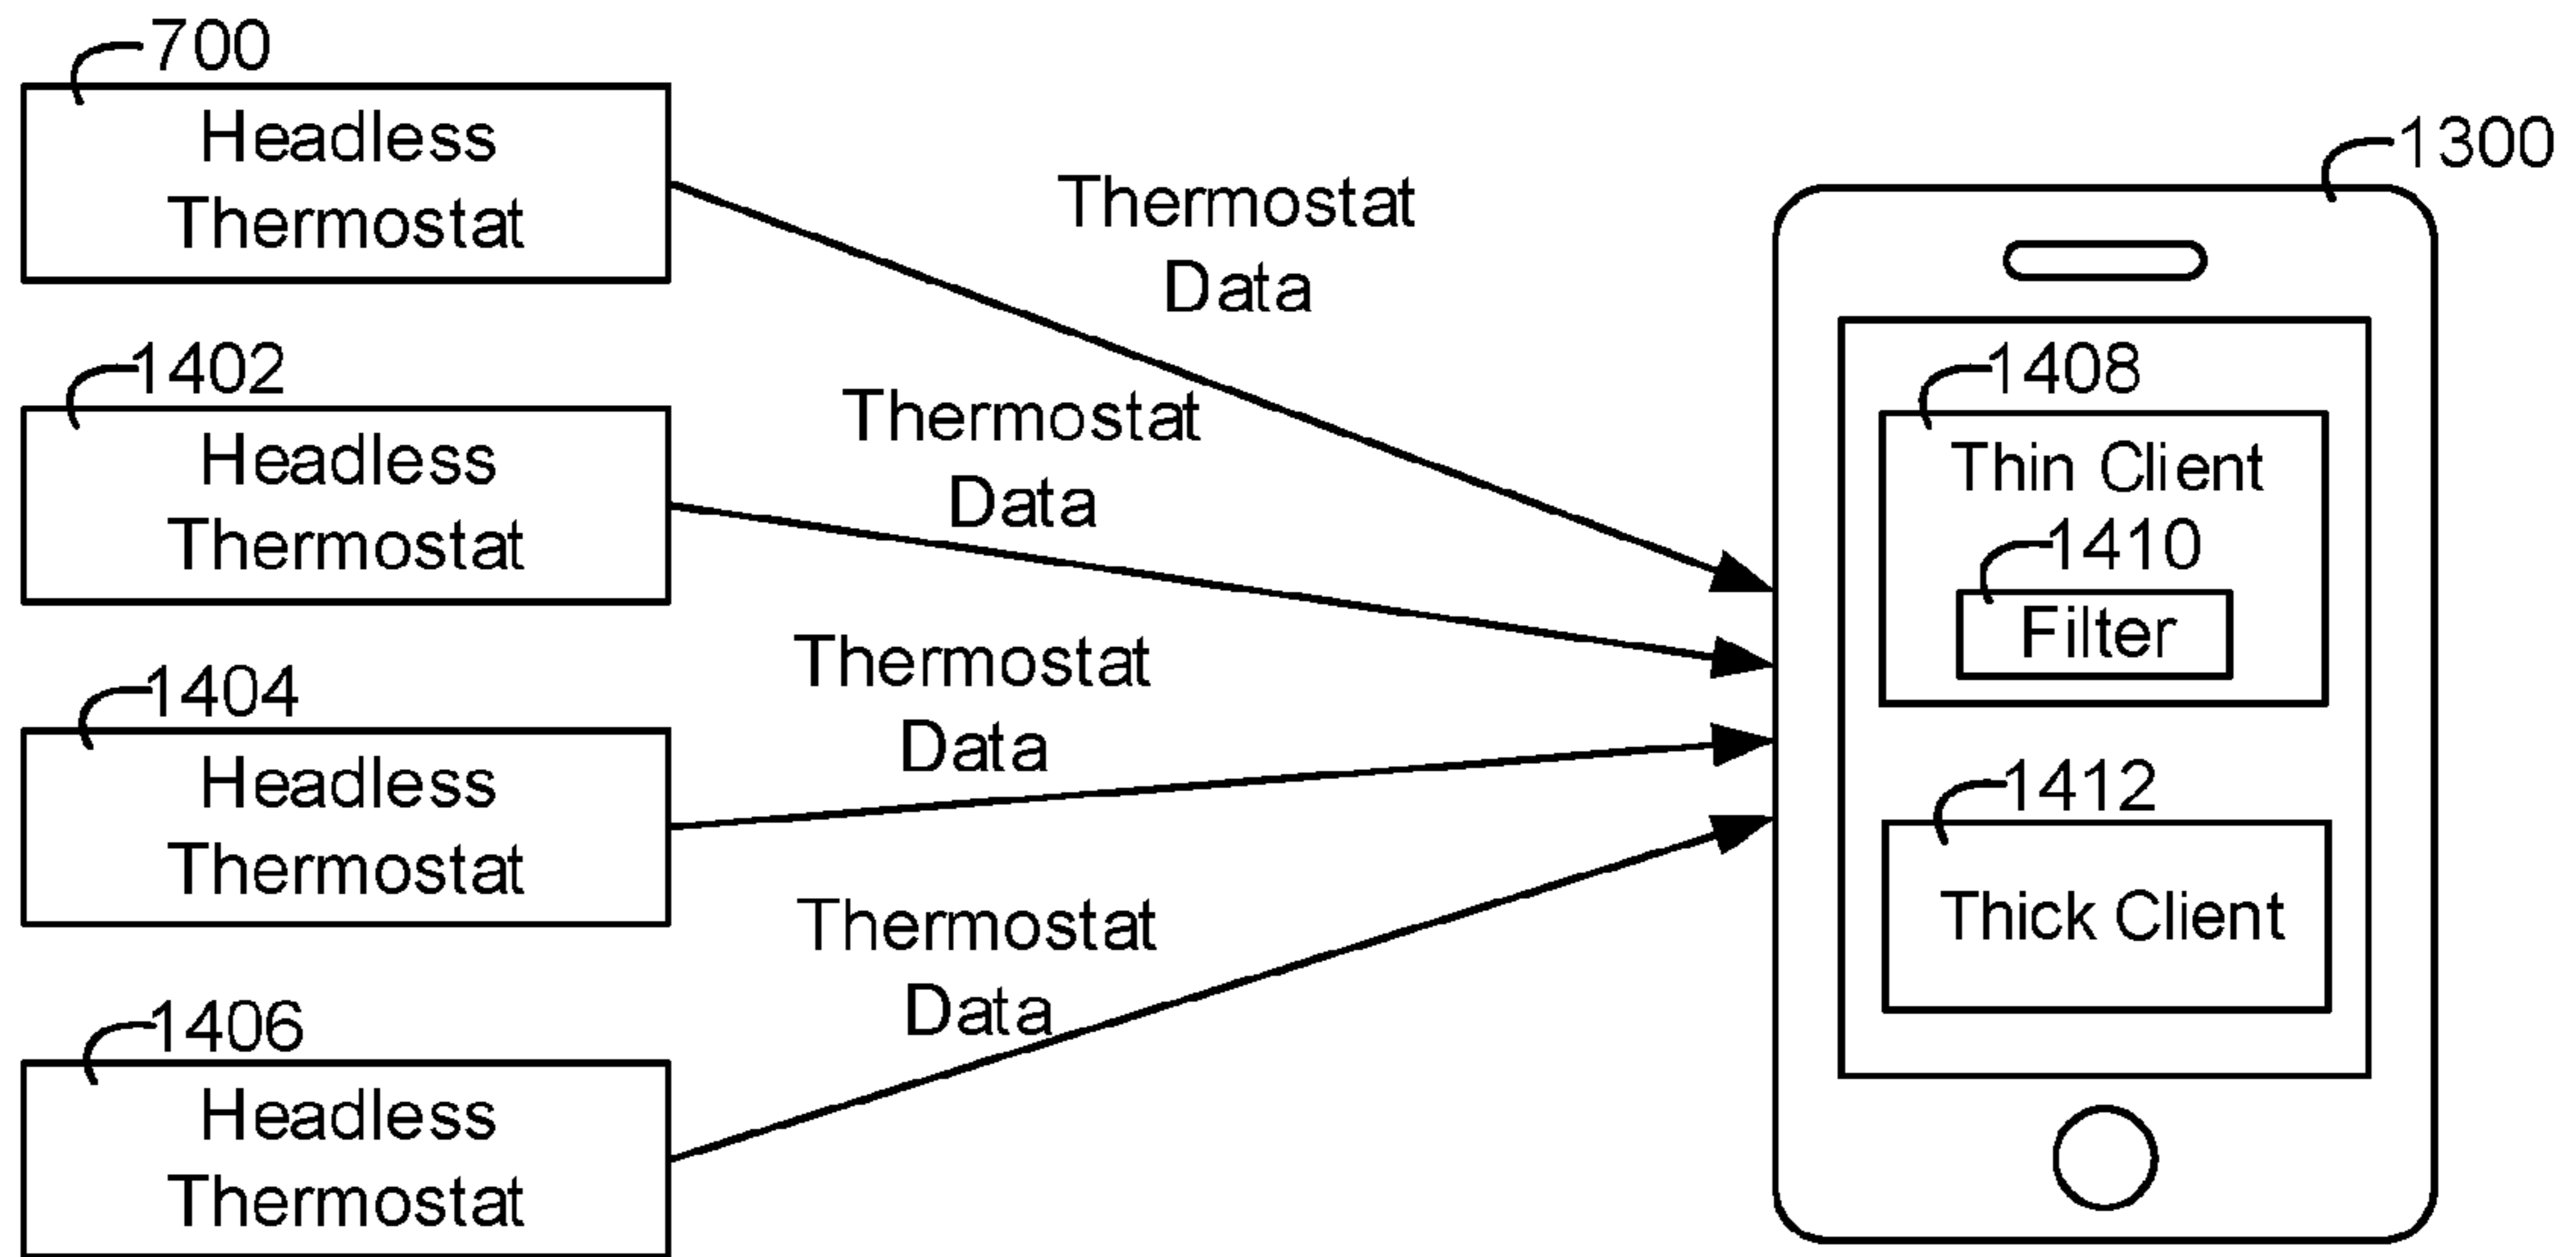 700
Headless
Thermostat
1402
Headless
Thermostat
1404
Headless
Thermostat
1406
Headless
Thermostat
Thermostat
Data
Thermostat
Data
Thermostat
Data
Thermostat
Data
1300
1408
Thin Client
1410
Filter
1412
Thick Client